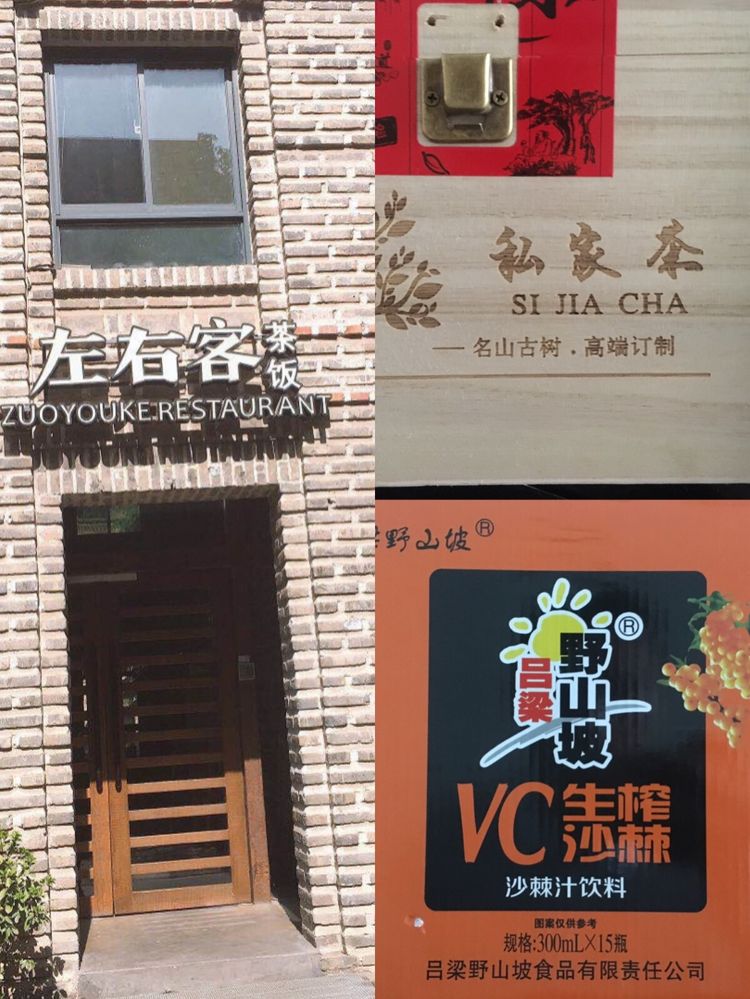 左右客茶饭
ZUOYOUKE RESTAURANT
私家茶
SI JIA CHA
—名山古树.高端订制
野山坡®
吕梁野山坡®
VC生榨沙棘
沙棘汁饮料
图案仅供参考
规格:300mL×15瓶
吕梁野山坡食品有限责任公司